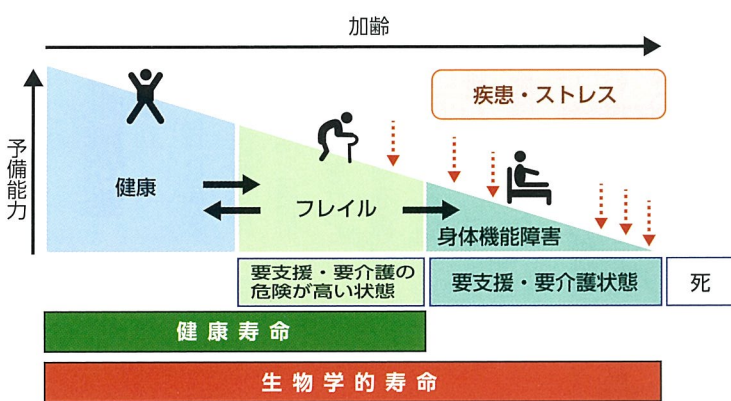 加齢
疾患・ストレス
予備能力
健康
フレイル
身体機能障害
要支援・要介護の
危険が高い状態
要支援・要介護状態
死
健康寿命
生物学的寿命